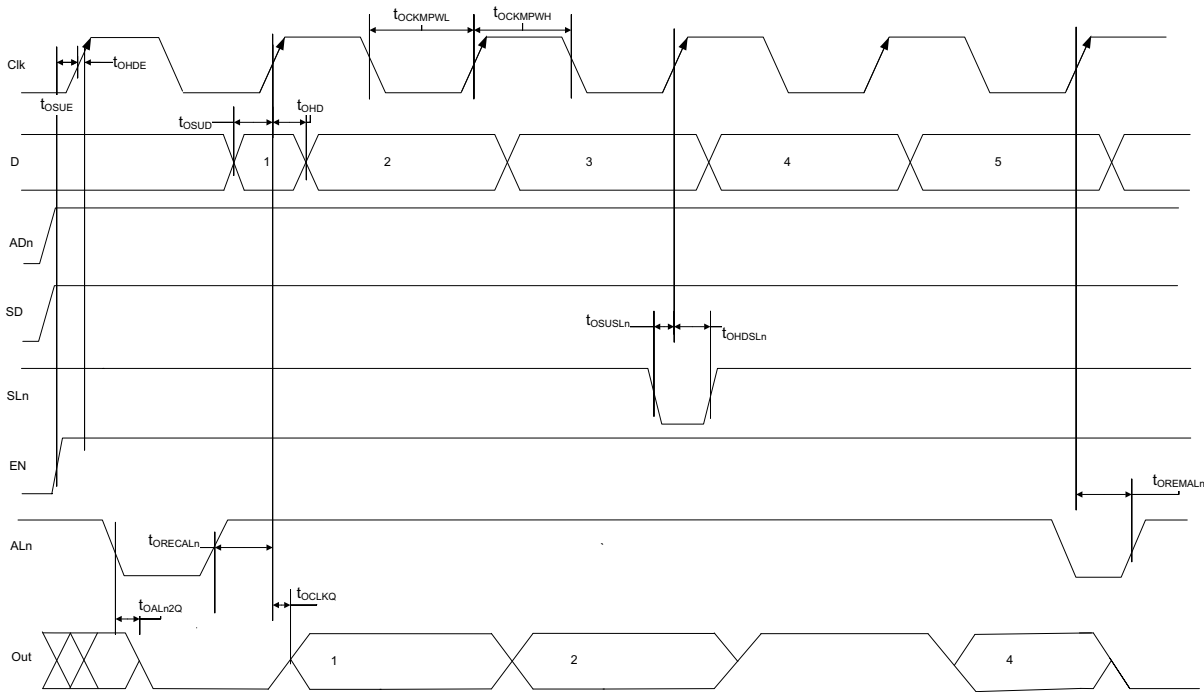 tOCKMPWL tOCKMPWH
Clk
tOHDE
tOSUE
tOSUD
tOHD
D 1 2 3 4 5
ADn
SD
tOSUSLn
tOHDSLn
SLn
EN
tOREMALn
ALn
tORECALn
tOALn2Q
tOCLKQ
Out 1 2 4